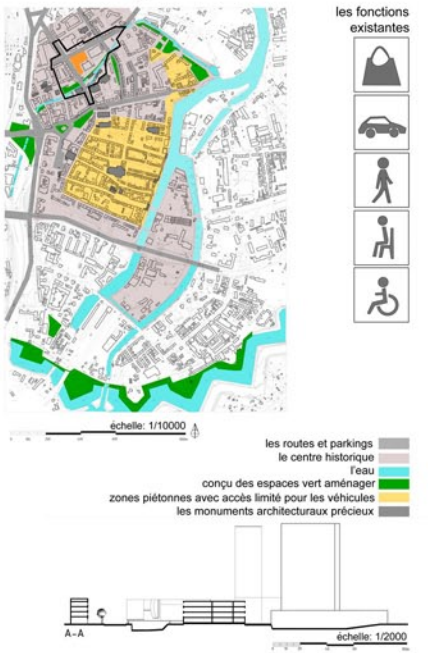 les fonctions
existantes
échelle: 1/10000
les routes et parkings
le centre historique
l'eau
conçu des espaces vert aménager
zones piétonnes avec accès limité pour les véhicules
les monuments architecturaux précieux
A-A
échelle: 1/2000